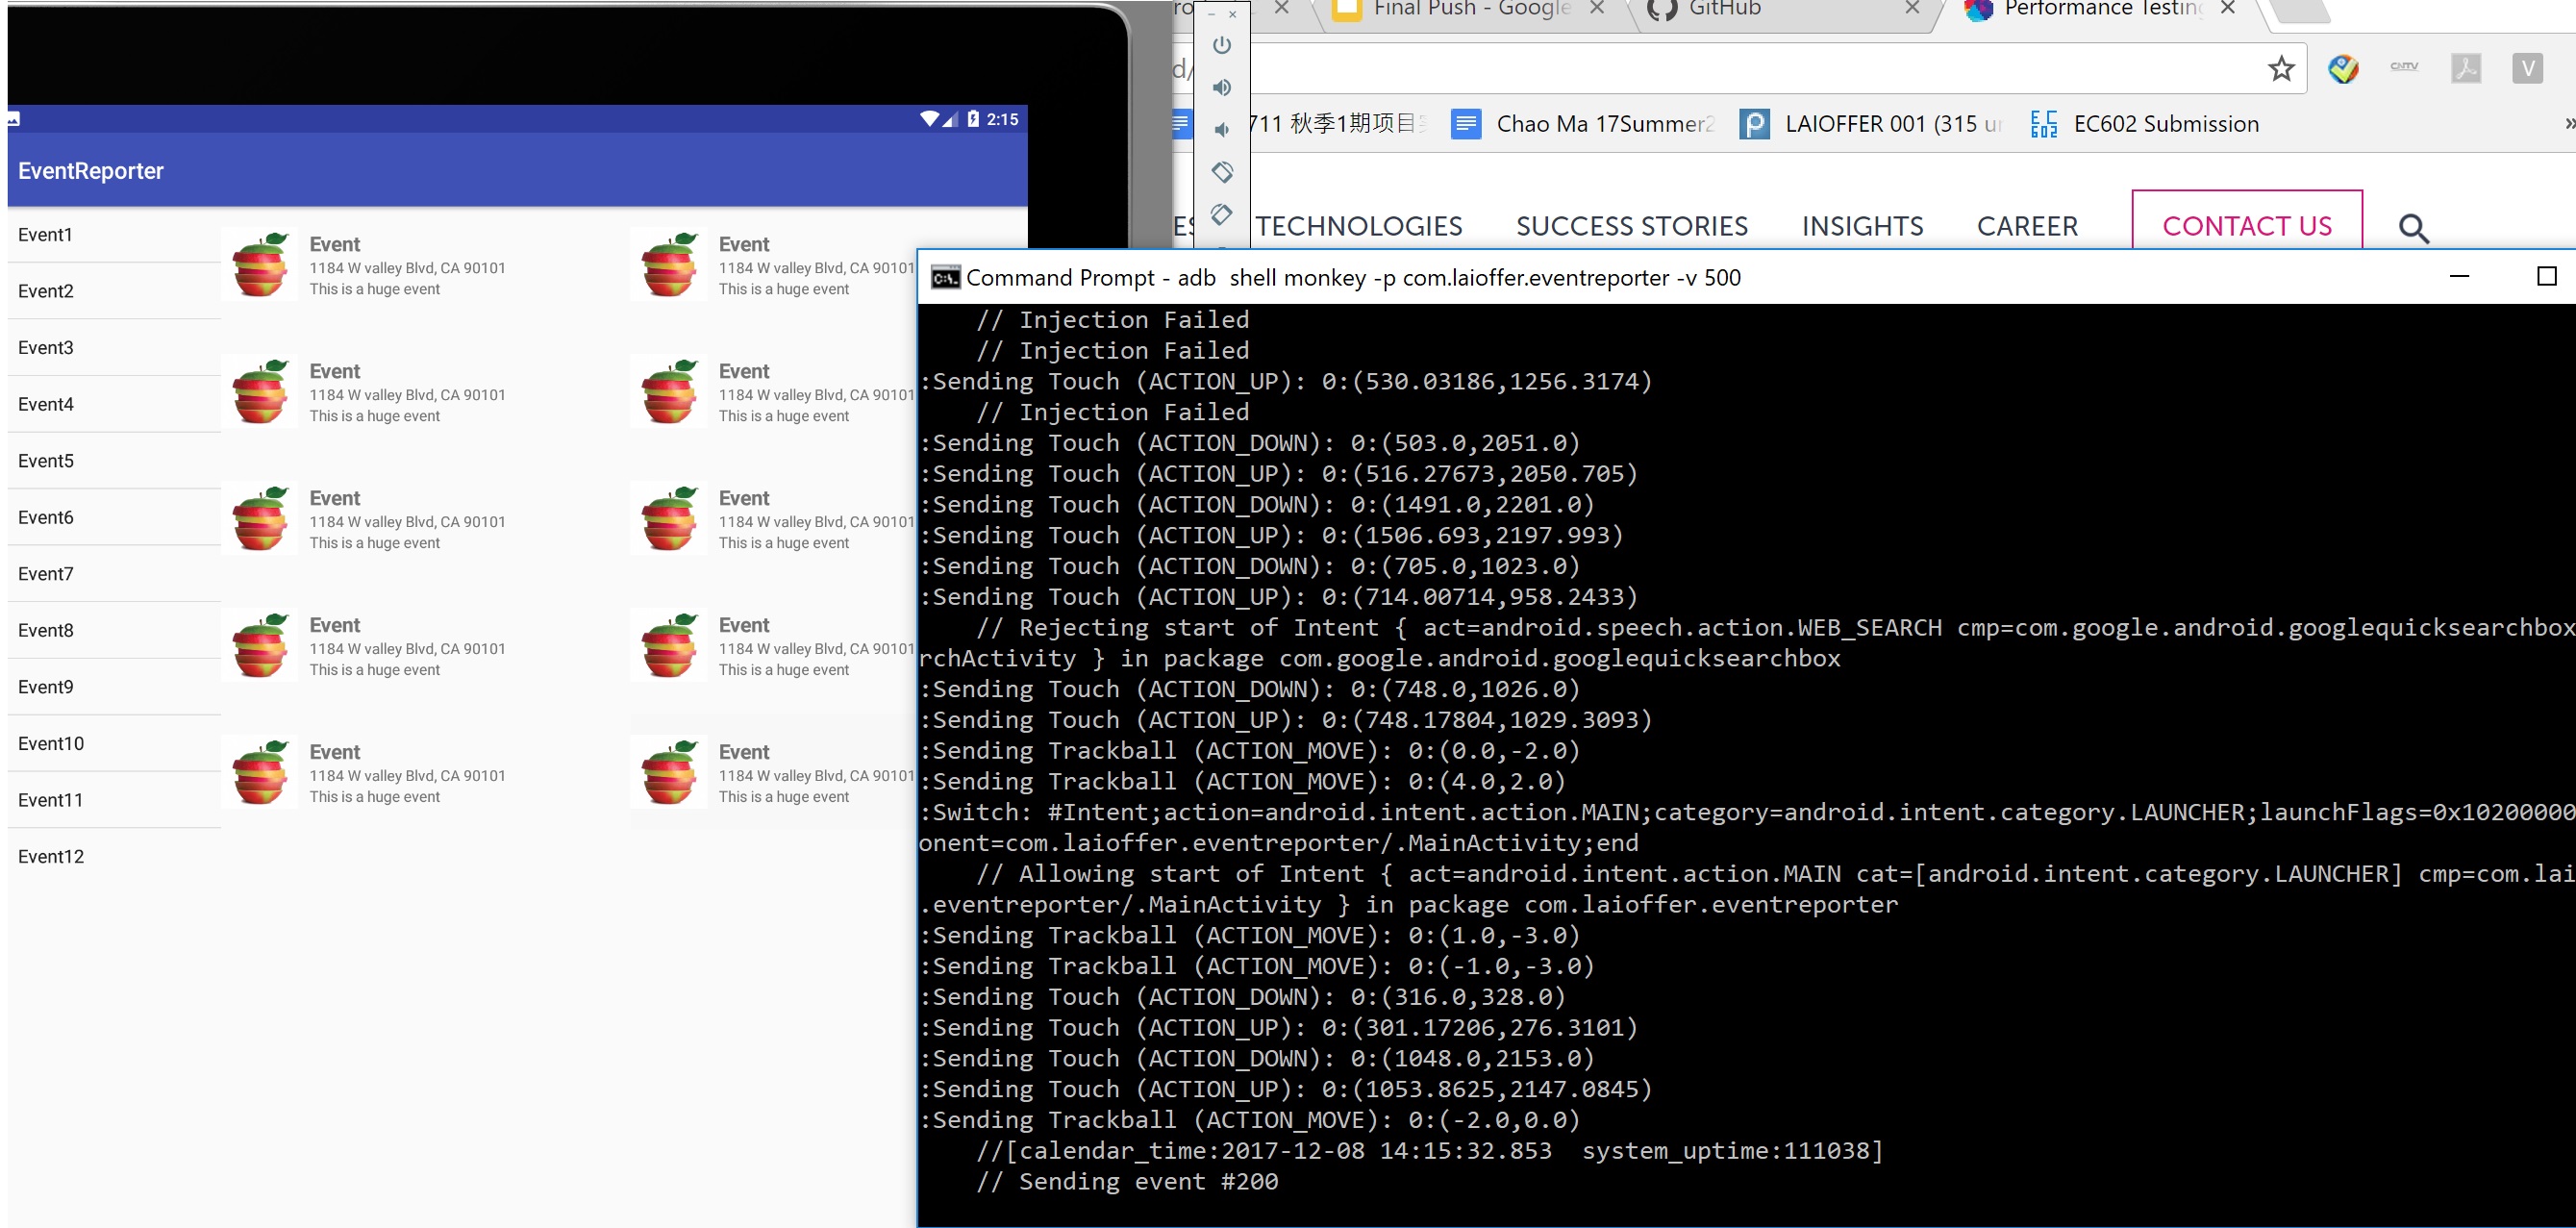 Final Push - Google
GitHub
Performance Testing
d/
CNTV
V
711 秋季1期项目
Chao Ma 17Summer2
LAIOFFER 001 (315 un
EC602 Submission
TECHNOLOGIES
SUCCESS STORIES
INSIGHTS
CAREER
CONTACT US
2:15
EventReporter
Event1
Event2
Event3
Event4
Event5
Event6
Event7
Event8
Event9
Event10
Event11
Event12
Event
1184 W valley Blvd, CA 90101
This is a huge event
Event
1184 W valley Blvd, CA 90101
This is a huge event
Event
1184 W valley Blvd, CA 90101
This is a huge event
Event
1184 W valley Blvd, CA 90101
This is a huge event
Event
1184 W valley Blvd, CA 90101
This is a huge event
Event
1184 W valley Blvd, CA 90101
This is a huge event
Event
1184 W valley Blvd, CA 90101
This is a huge event
Event
1184 W valley Blvd, CA 90101
This is a huge event
Event
1184 W valley Blvd, CA 90101
This is a huge event
Event
1184 W valley Blvd, CA 90101
This is a huge event
Command Prompt - adb  shell monkey -p com.laioffer.eventreporter -v 500
// Injection Failed
// Injection Failed
:Sending Touch (ACTION_UP): 0:(530.03186,1256.3174)
// Injection Failed
:Sending Touch (ACTION_DOWN): 0:(503.0,2051.0)
:Sending Touch (ACTION_UP): 0:(516.27673,2050.705)
:Sending Touch (ACTION_DOWN): 0:(1491.0,2201.0)
:Sending Touch (ACTION_UP): 0:(1506.693,2197.993)
:Sending Touch (ACTION_DOWN): 0:(705.0,1023.0)
:Sending Touch (ACTION_UP): 0:(714.00714,958.2433)
// Rejecting start of Intent { act=android.speech.action.WEB_SEARCH cmp=com.google.android.googlequicksearchbox
rchActivity } in package com.google.android.googlequicksearchbox
:Sending Touch (ACTION_DOWN): 0:(748.0,1026.0)
:Sending Touch (ACTION_UP): 0:(748.17804,1029.3093)
:Sending Trackball (ACTION_MOVE): 0:(0.0,-2.0)
:Sending Trackball (ACTION_MOVE): 0:(4.0,2.0)
:Switch: #Intent;action=android.intent.action.MAIN;category=android.intent.category.LAUNCHER;launchFlags=0x10200000
onent=com.laioffer.eventreporter/.MainActivity;end
// Allowing start of Intent { act=android.intent.action.MAIN cat=[android.intent.category.LAUNCHER] cmp=com.lai
.eventreporter/.MainActivity } in package com.laioffer.eventreporter
:Sending Trackball (ACTION_MOVE): 0:(1.0,-3.0)
:Sending Trackball (ACTION_MOVE): 0:(-1.0,-3.0)
:Sending Touch (ACTION_DOWN): 0:(316.0,328.0)
:Sending Touch (ACTION_UP): 0:(301.17206,276.3101)
:Sending Touch (ACTION_DOWN): 0:(1048.0,2153.0)
:Sending Touch (ACTION_UP): 0:(1053.8625,2147.0845)
:Sending Trackball (ACTION_MOVE): 0:(-2.0,0.0)
//[calendar_time:2017-12-08 14:15:32.853  system_uptime:111038]
// Sending event #200